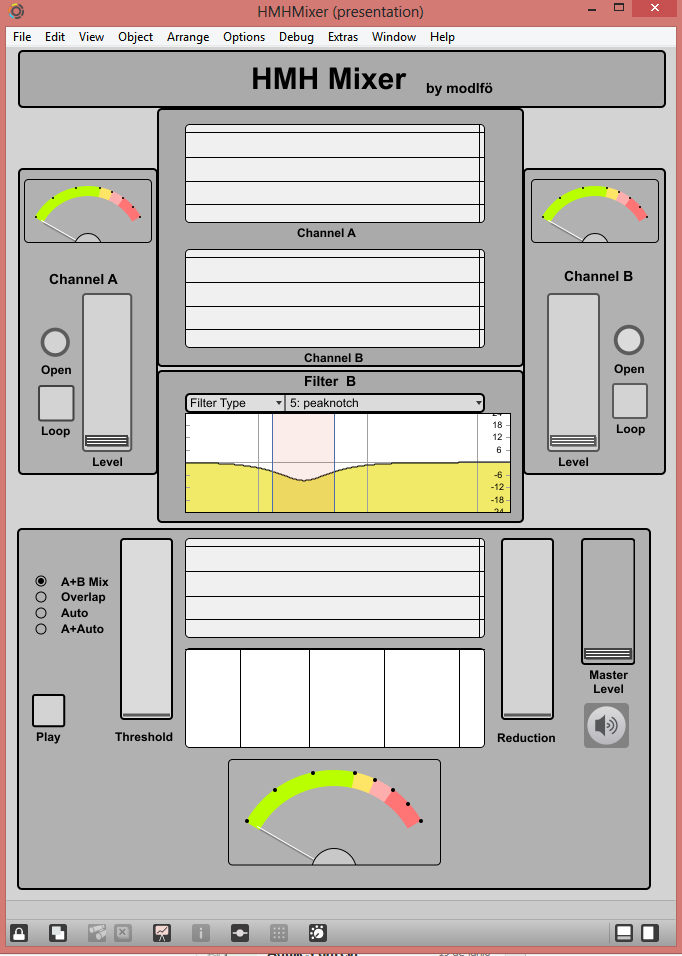 HMHMixer (presentation)
File Edit View Object Arrange Options Debug Extras Window Help
HMH Mixer by modlfö
Channel A
Channel A
Open
Loop
Level
Channel B
Channel B
Open
Loop
Level
Filter B
Filter Type 5: peaknotch
24
18
12
6
-6
-12
-18
-24
A+B Mix
Overlap
Auto
A+Auto
Play
Threshold
Reduction
Master
Level